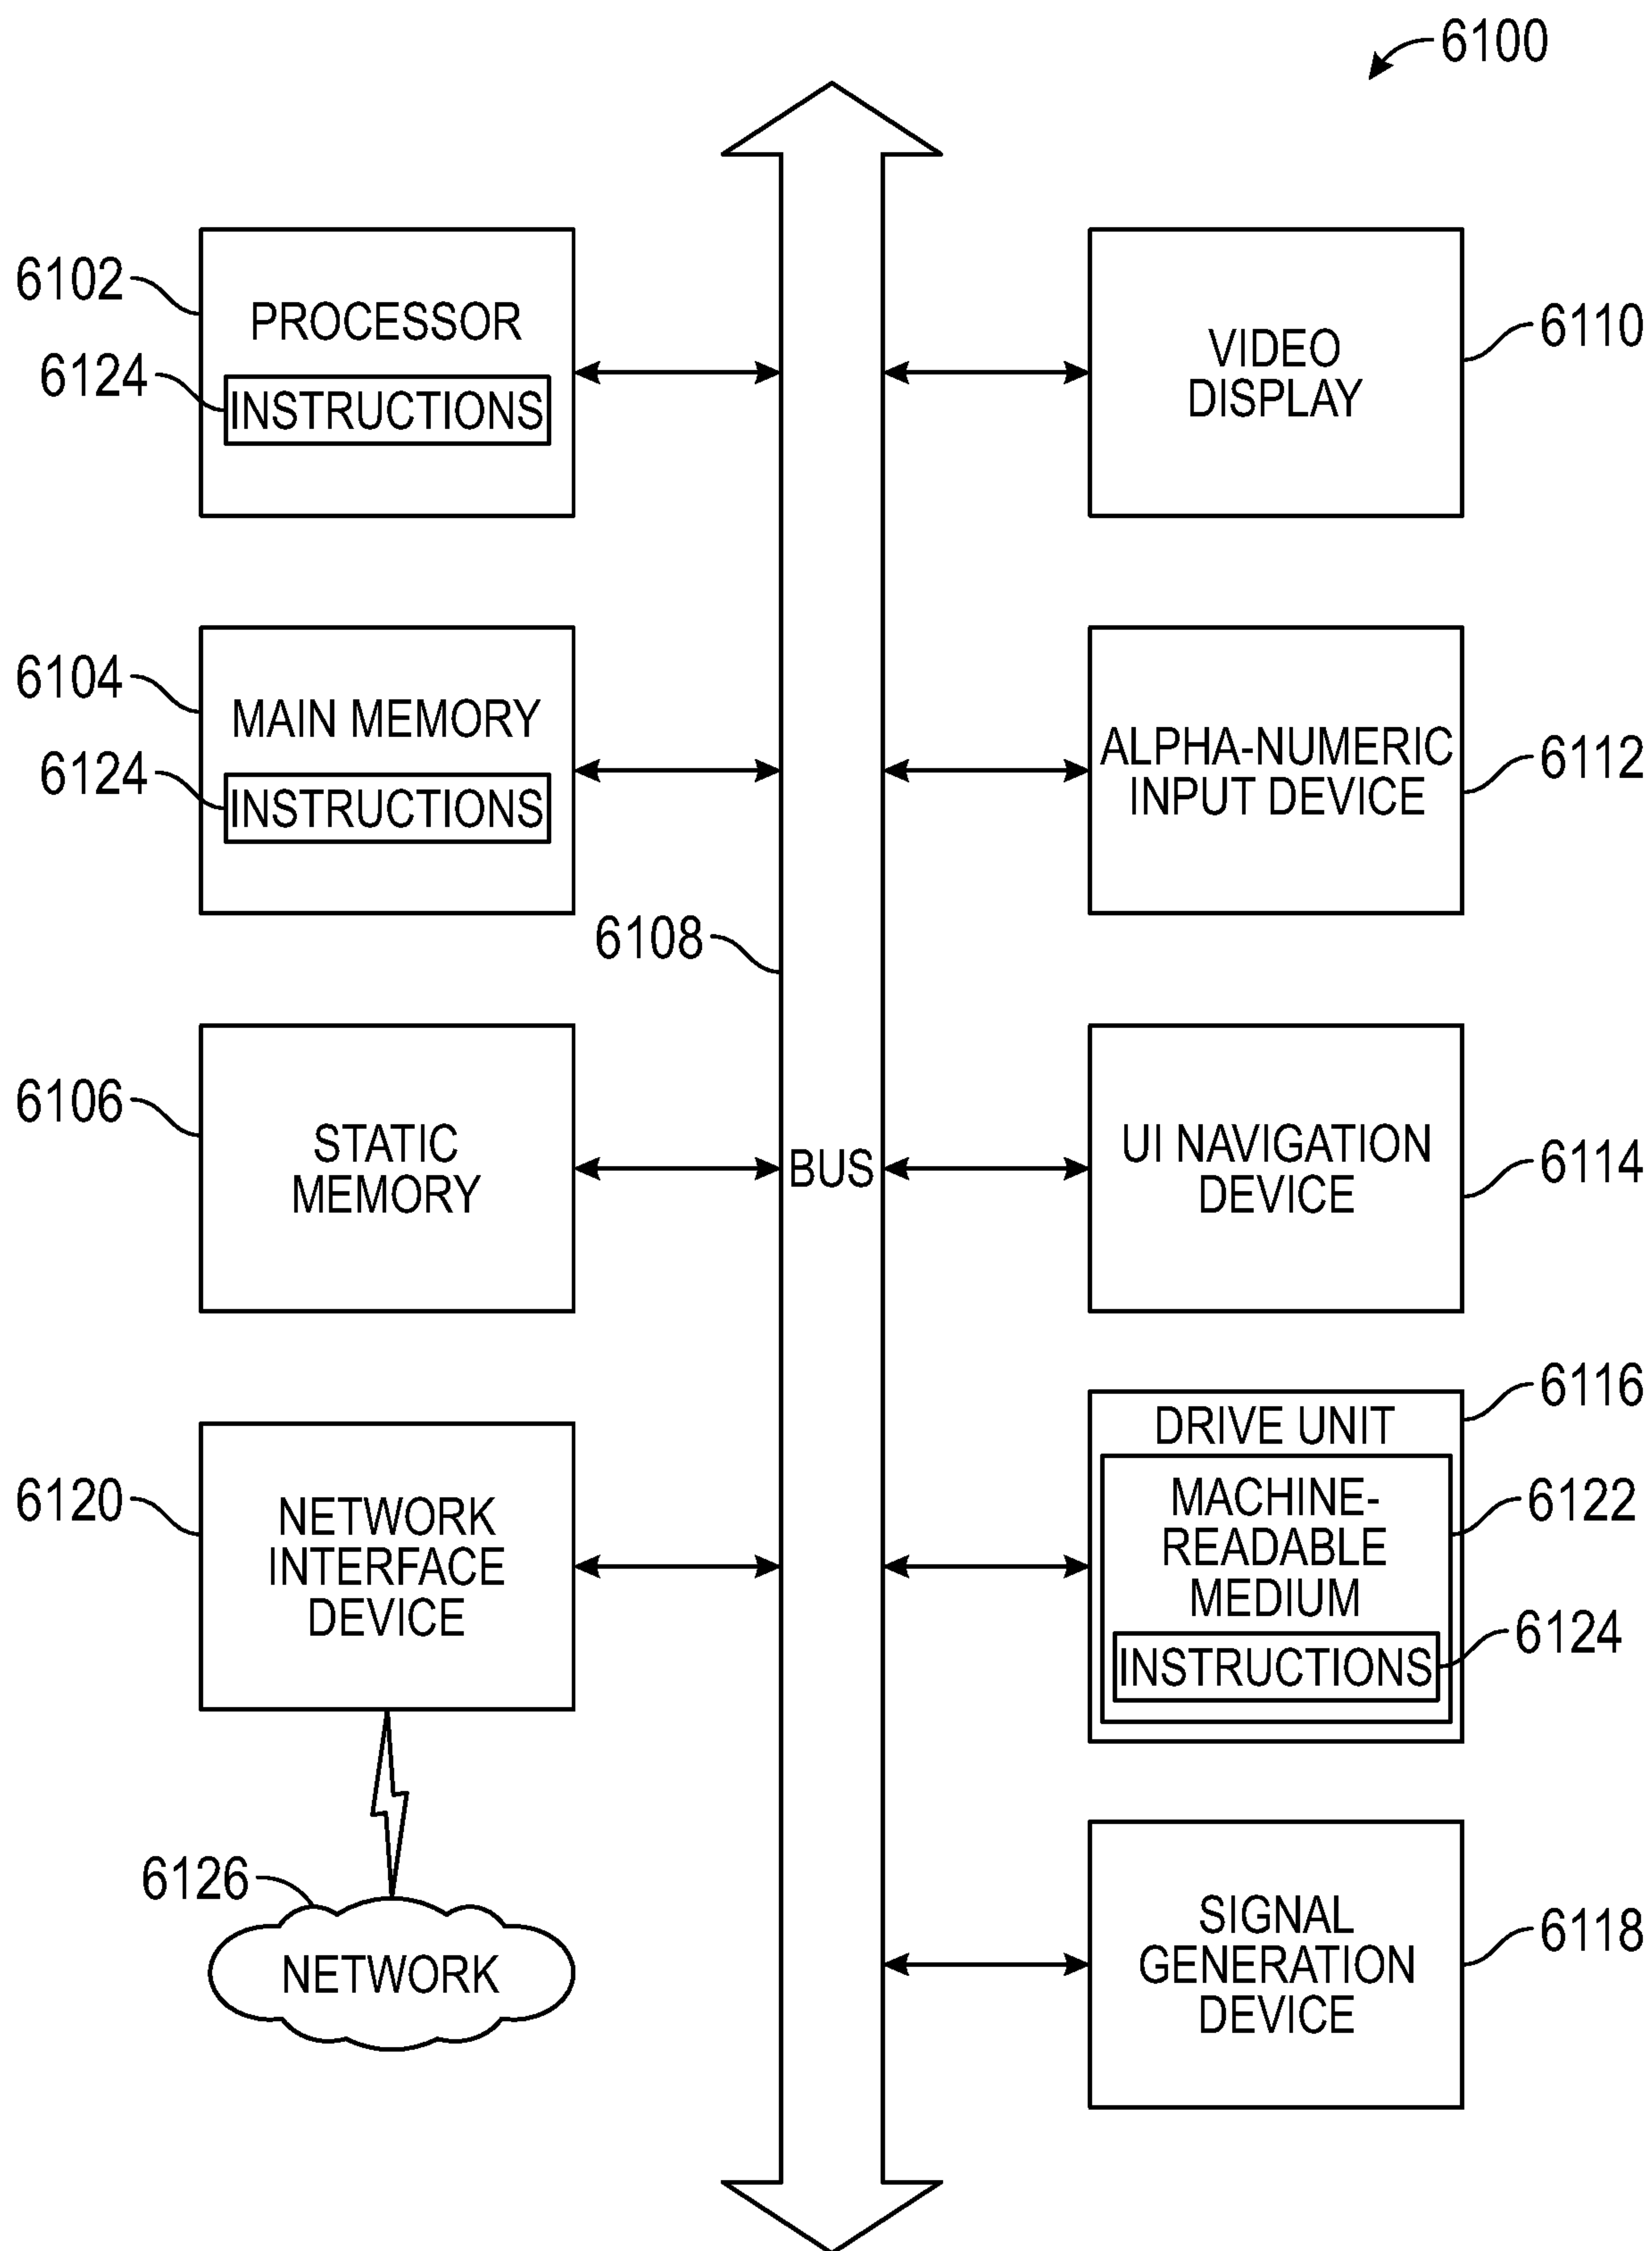 6100
6102
PROCESSOR
6124
INSTRUCTIONS
VIDEO
DISPLAY
6110
6104
MAIN MEMORY
6124
INSTRUCTIONS
ALPHA-NUMERIC
INPUT DEVICE
6112
6108
6106
STATIC
MEMORY
BUS
UI NAVIGATION
DEVICE
6114
6120
NETWORK
INTERFACE
DEVICE
6116
DRIVE UNIT
MACHINE-
READABLE
MEDIUM
6122
INSTRUCTIONS
6124
6126
NETWORK
SIGNAL
GENERATION
DEVICE
6118